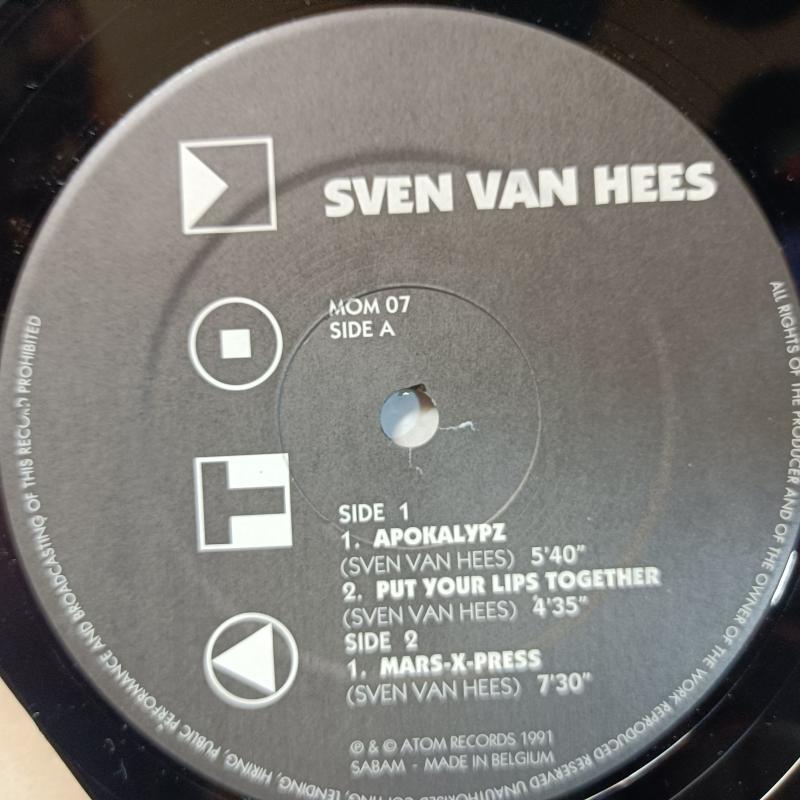 SVEN VAN HEES
MOM 07
SIDE A
SIDE 1
1. APOKALYPZ
(SVEN VAN HEES) 5'40"
2. PUT YOUR LIPS TOGETHER
(SVEN VAN HEES) 4'35"
SIDE 2
1. MARS-X-PRESS
(SVEN VAN HEES) 7'30"
℗ & © ATOM RECORDS 1991
SABAM - MADE IN BELGIUM
ALL RIGHTS OF THE PRODUCER AND OF THE OWNER OF THE WORK REPRODUCED RESERVED UNAUTHORISED COPYING, LENDING, HIRING, PUBLIC PERFORMANCE AND BROADCASTING OF THIS RECORD PROHIBITED